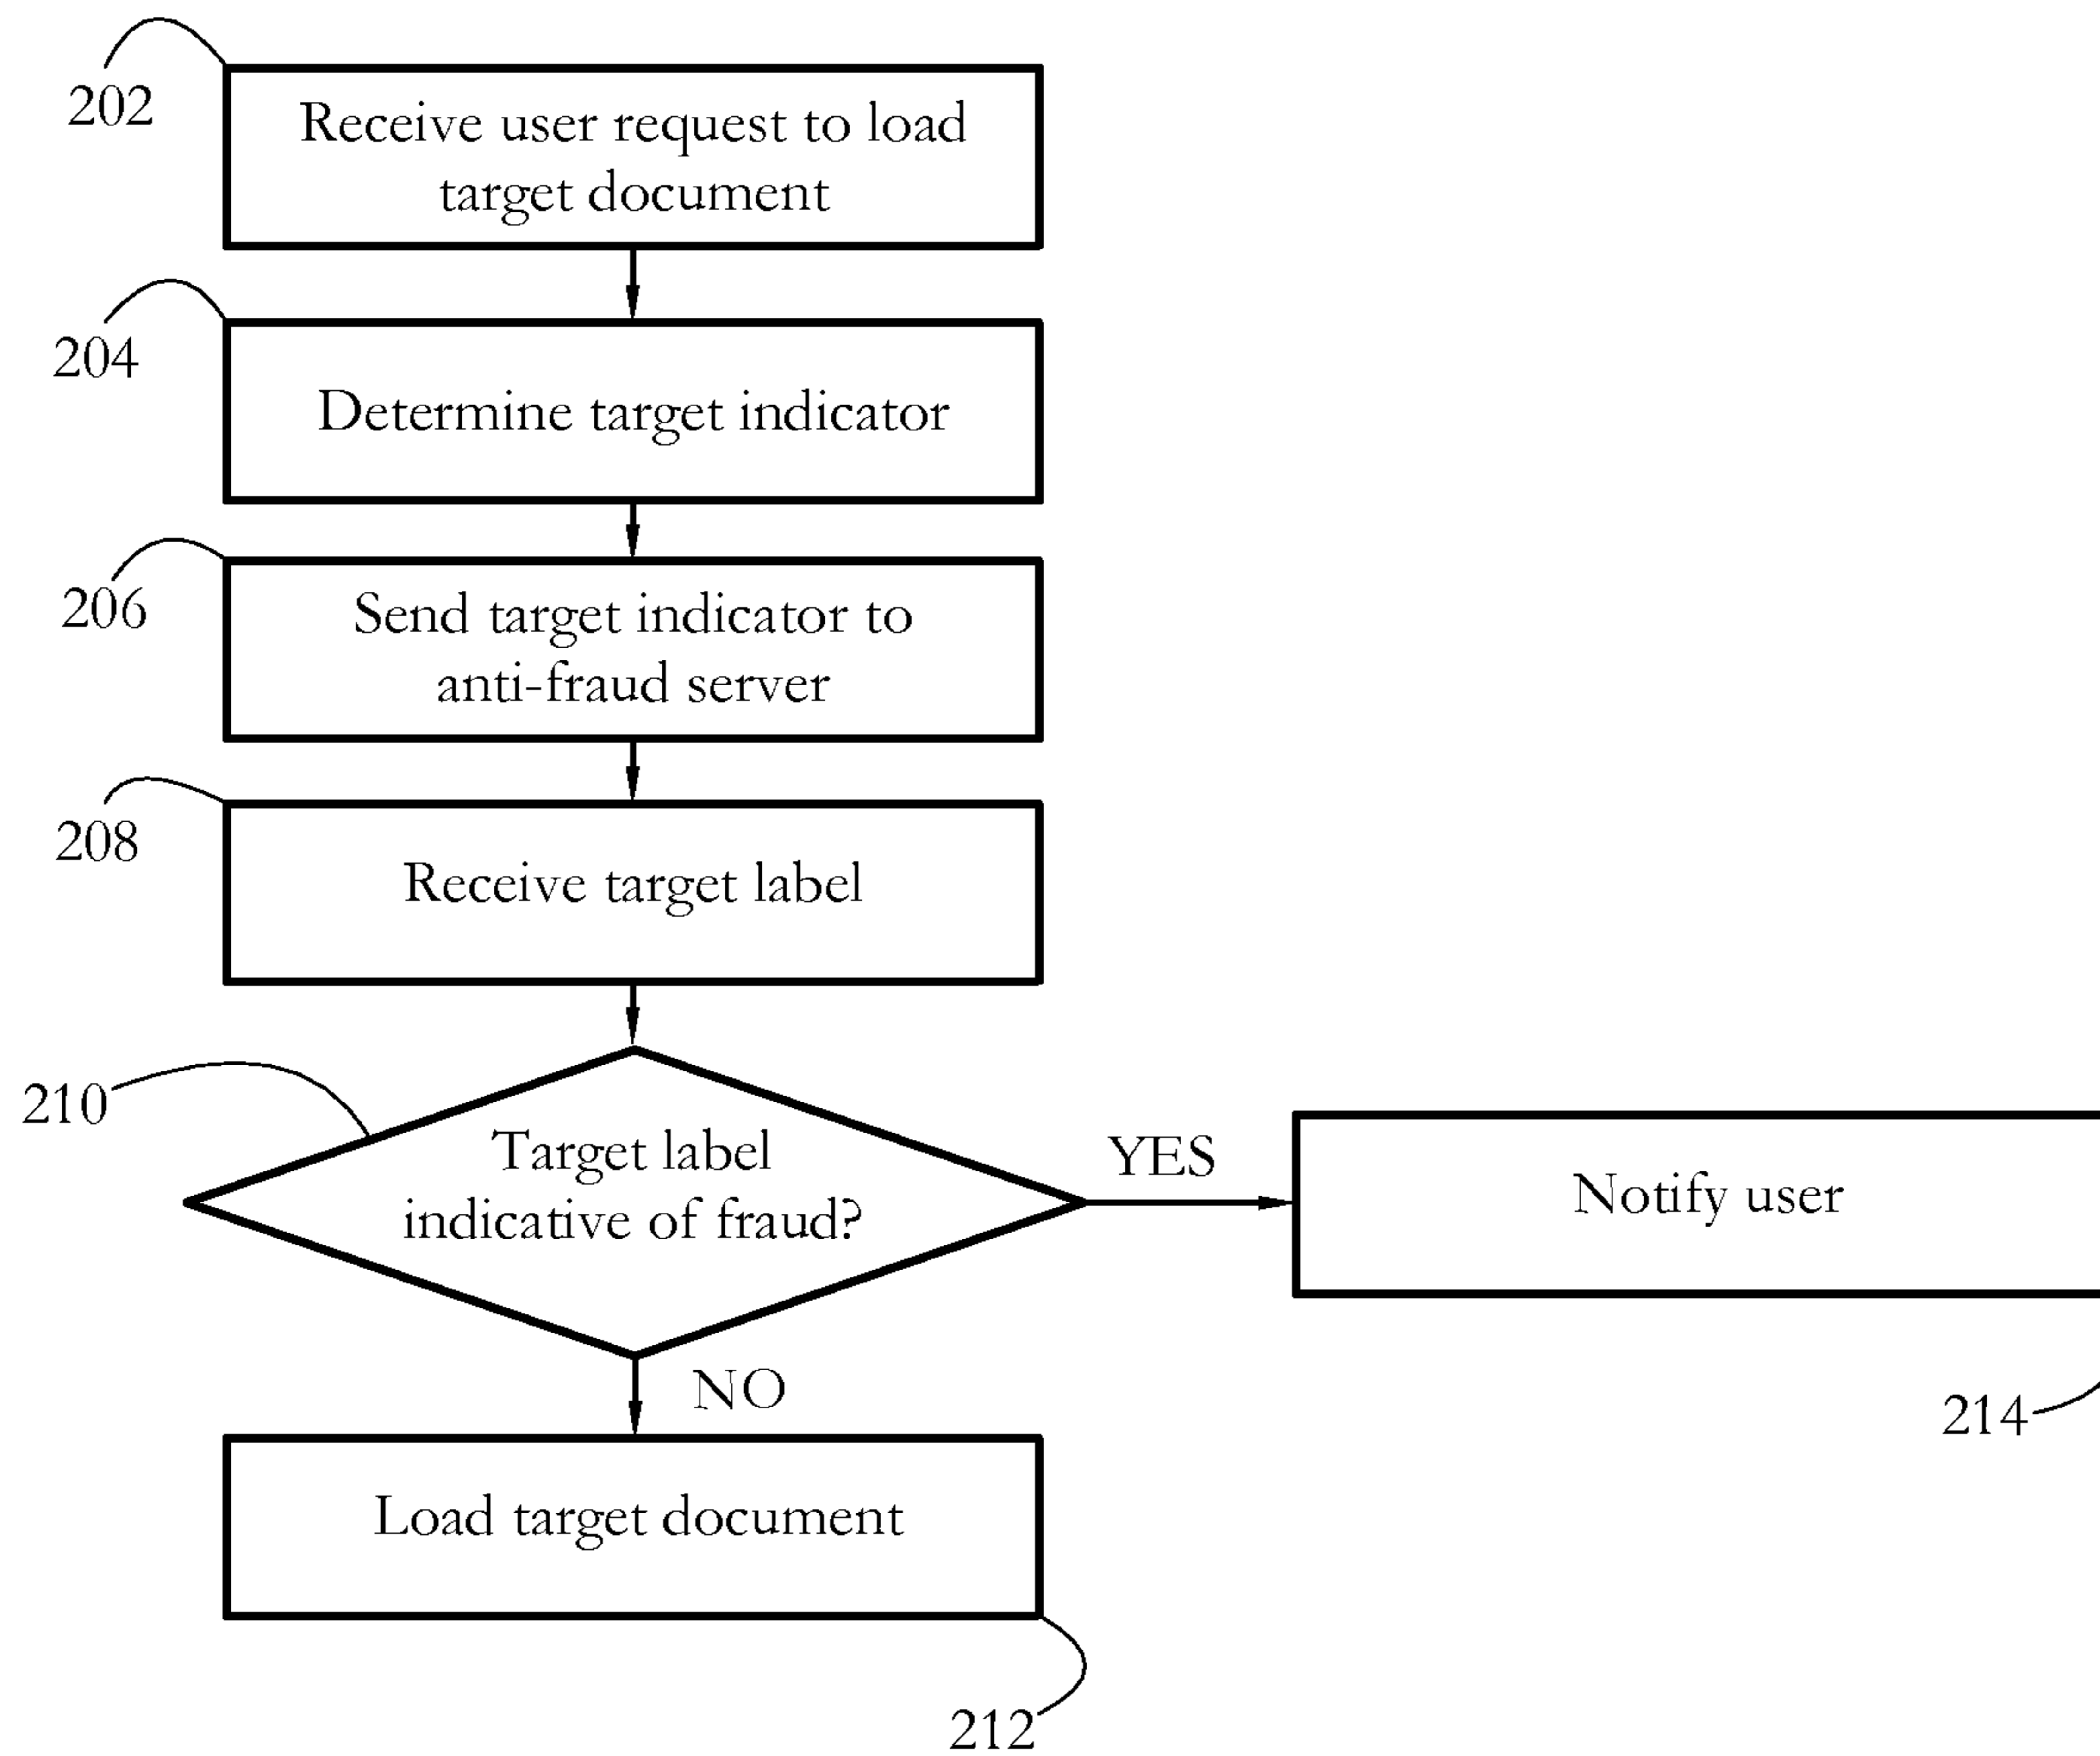 202
Receive user request to load
target document
204
Determine target indicator
206
Send target indicator to
anti-fraud server
208
Receive target label
210
Target label
indicative of fraud?
YES
Notify user
214
NO
Load target document
212